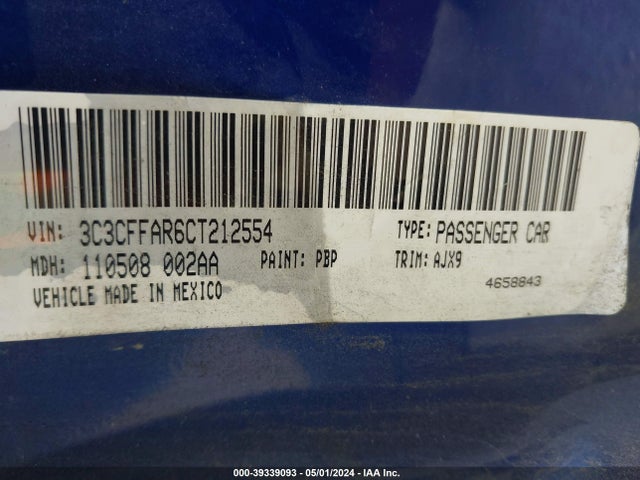 VIN: 3C3CFFAR6CT212554 TYPE: PASSENGER CAR
MDH: 110508 002AA PAINT: PBP TRIM: AJX9
VEHICLE MADE IN MEXICO 4658843
000-39339093 - 05/01/2024 - IAA Inc.